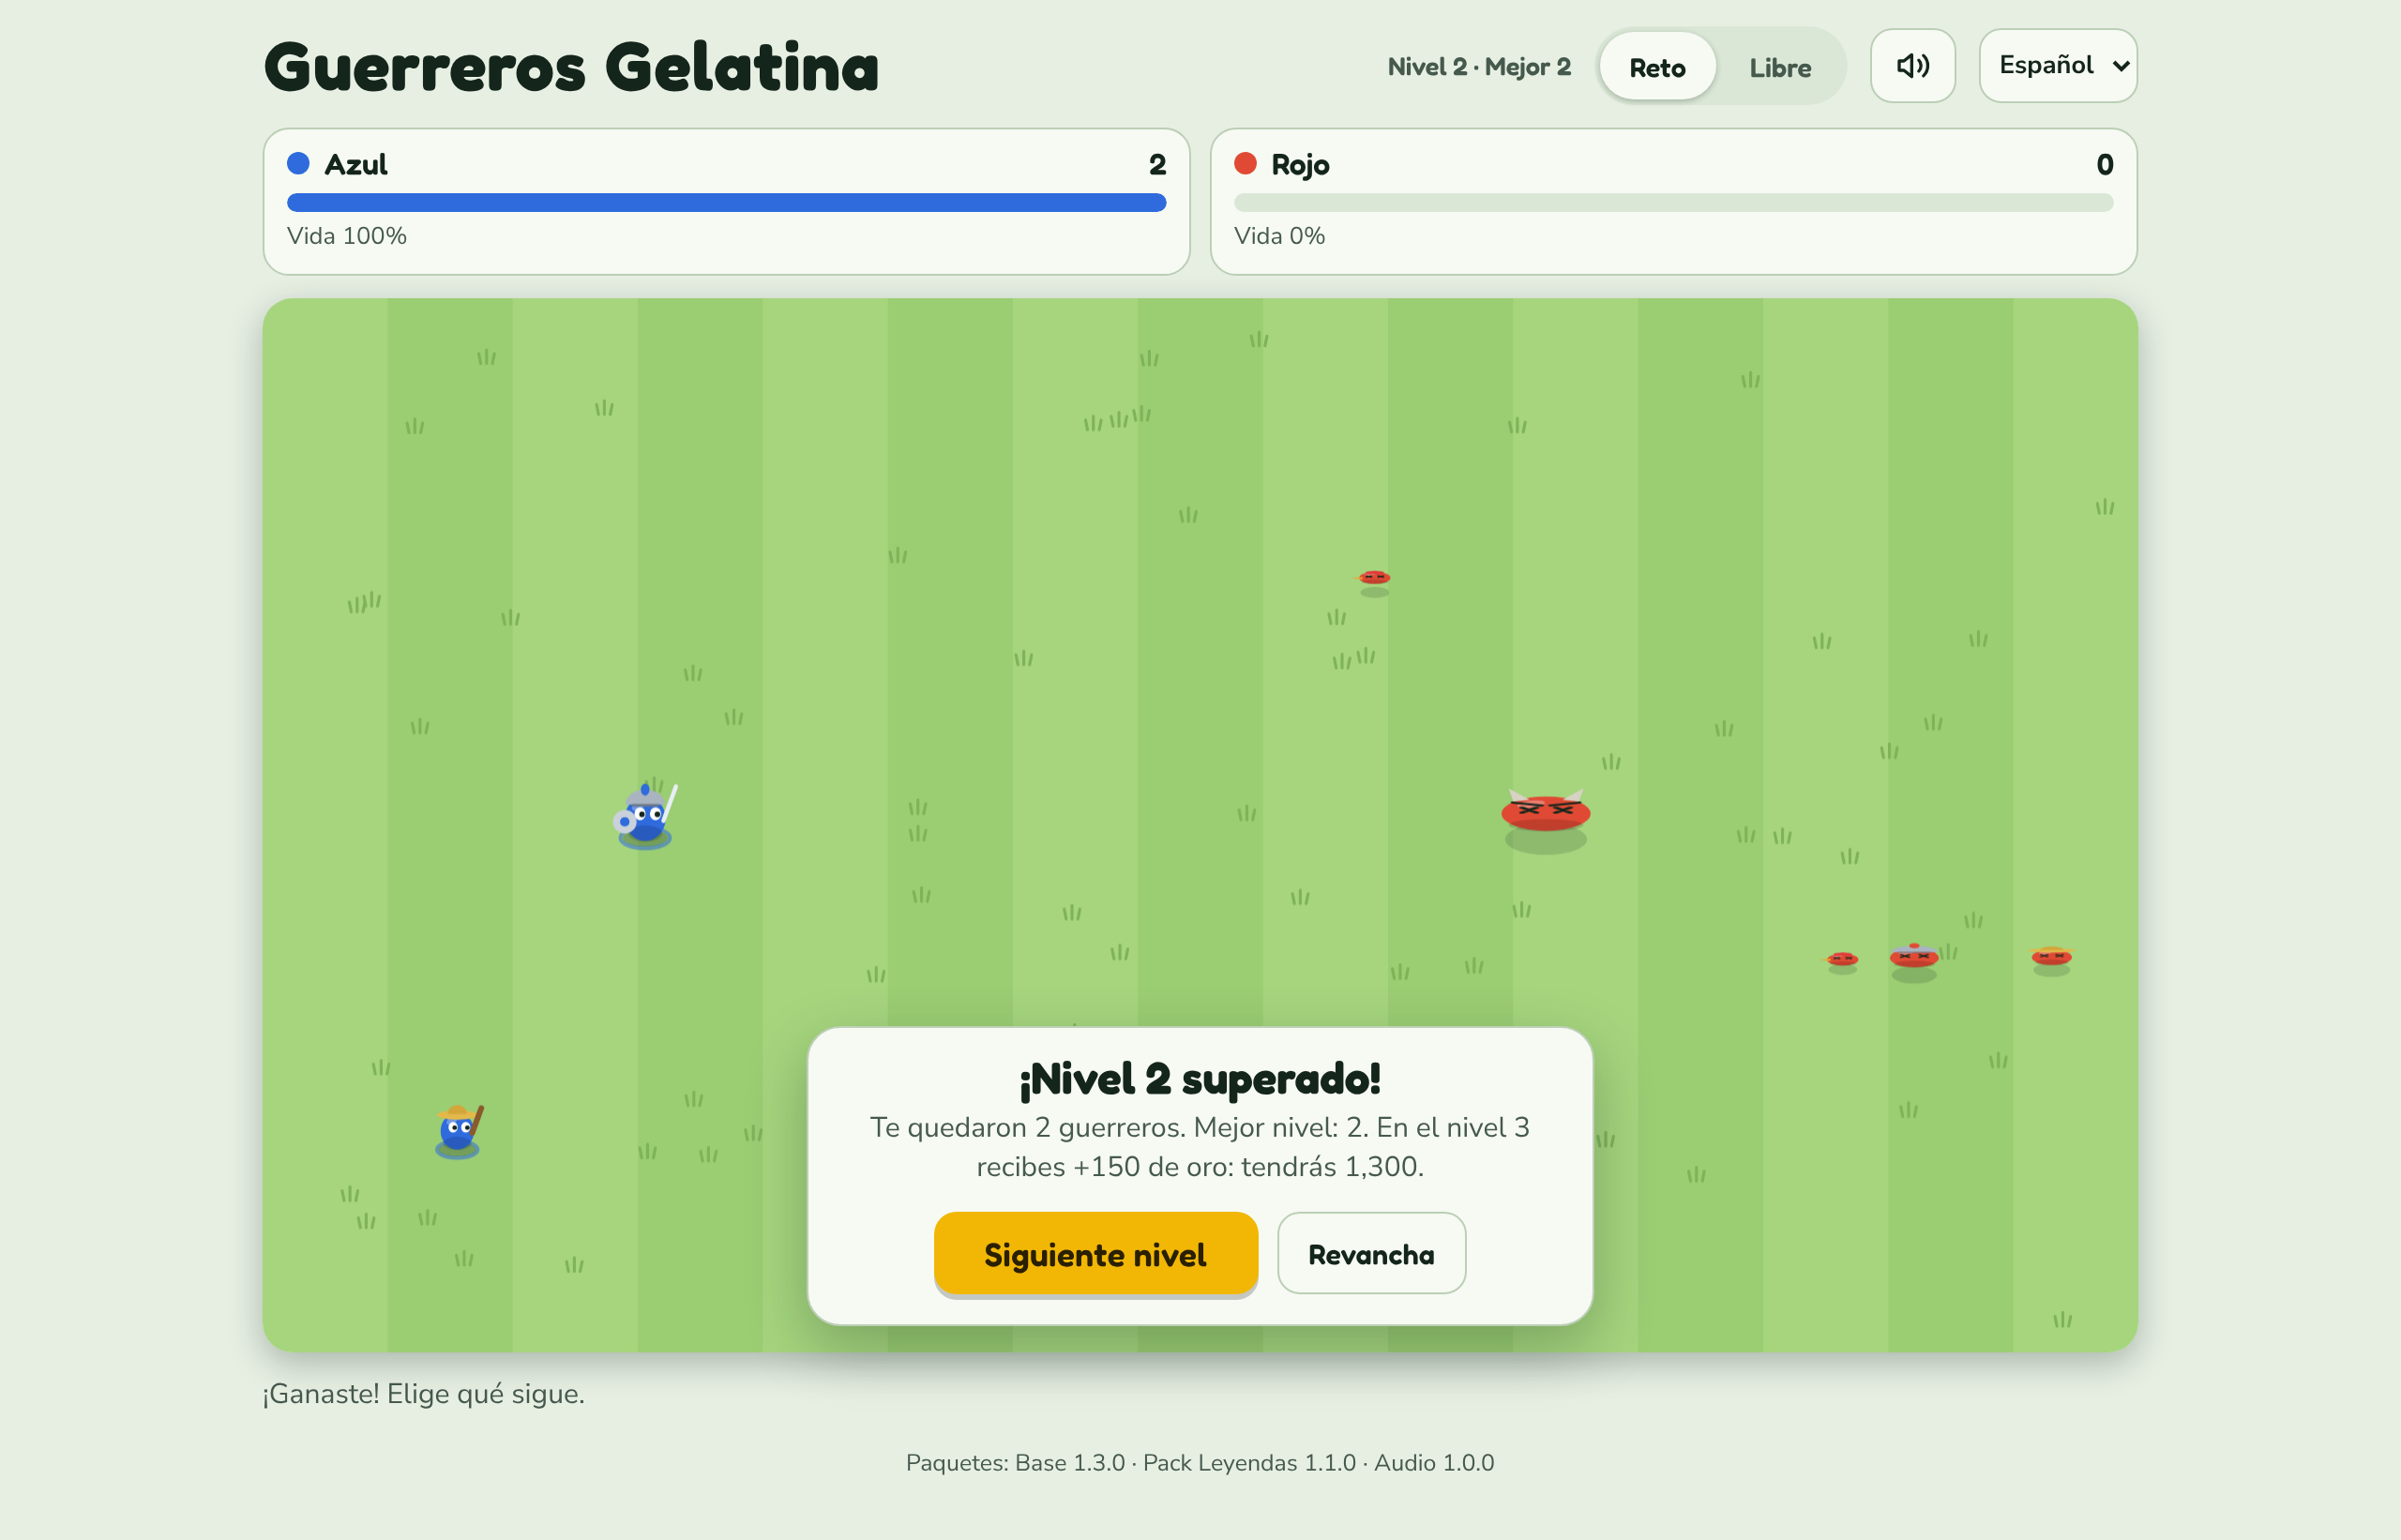 Guerreros Gelatina
Nivel 2 · Mejor 2
Reto
Libre
Español
Azul
2
Vida 100%
Rojo
0
Vida 0%
¡Nivel 2 superado!
Te quedaron 2 guerreros. Mejor nivel: 2. En el nivel 3
recibes +150 de oro: tendrás 1,300.
Siguiente nivel
Revancha
¡Ganaste! Elige qué sigue.
Paquetes: Base 1.3.0 · Pack Leyendas 1.1.0 · Audio 1.0.0